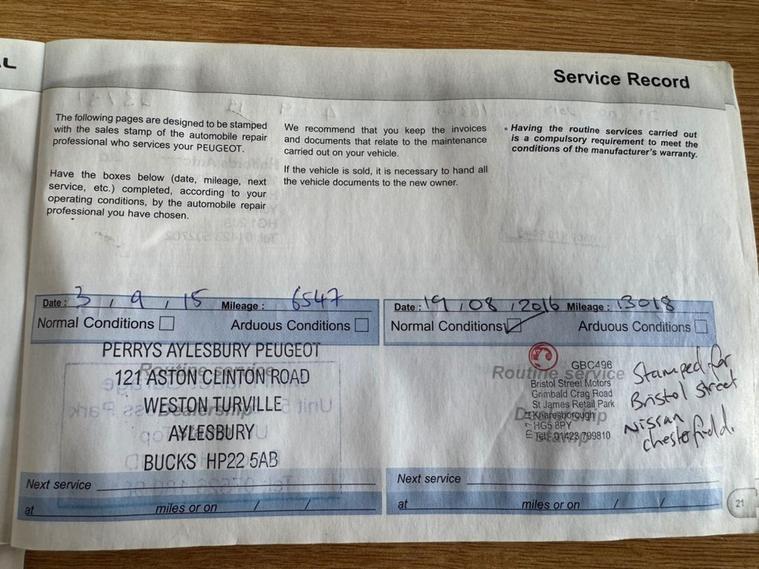 L
Service Record
The following pages are designed to be stamped
with the sales stamp of the automobile repair
professional who services your PEUGEOT.
Have the boxes below (date, mileage, next
service, etc.) completed, according to your
operating conditions, by the automobile repair
professional you have chosen.
We recommend that you keep the invoices
and documents that relate to the maintenance
carried out on your vehicle.
If the vehicle is sold, it is necessary to hand all
the vehicle documents to the new owner.
• Having the routine services carried out
is a compulsory requirement to meet the
conditions of the manufacturer's warranty.
Date: 3 / 9 / 15 Mileage: 6547
Normal Conditions Arduous Conditions
Routine service
Dealership
PERRYS AYLESBURY PEUGEOT
121 ASTON CLINTON ROAD
WESTON TURVILLE
AYLESBURY
BUCKS HP22 5AB
Next service
at miles or on / /
Date: 19 / 08 / 2016 Mileage: 13018
Normal Conditions Arduous Conditions
Routine service
Dealership
stamp
GBC496
Bristol Street Motors
Grimbald Crag Road
St James Retail Park
Knaresborough
HG5 8PY
Tel: 01423 799810
Stamped for
Bristol Street
Nissan
Chesterfield.
Next service
at miles or on / /
21